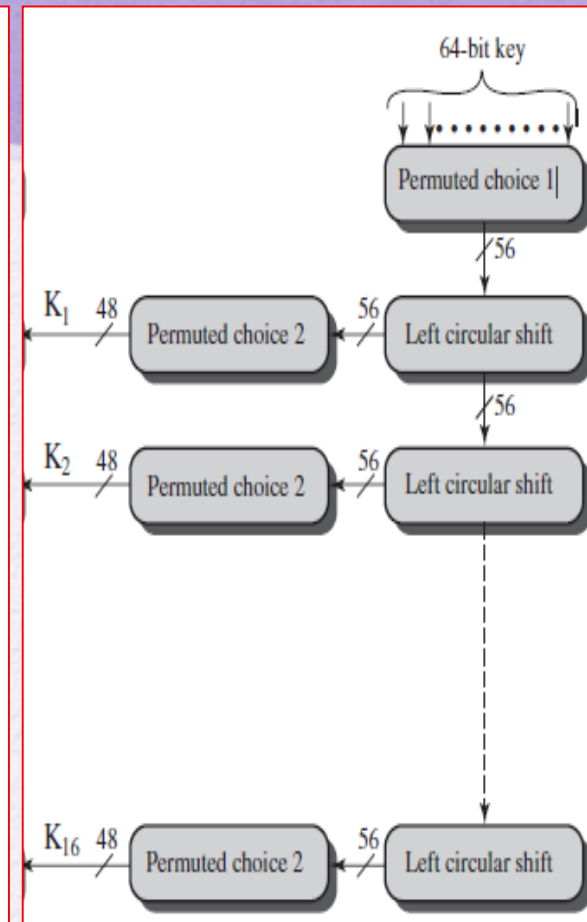 64-bit key
Permuted choice 1
56
K1 48 Permuted choice 2 56 Left circular shift
56
K2 48 Permuted choice 2 56 Left circular shift
K16 48 Permuted choice 2 56 Left circular shift